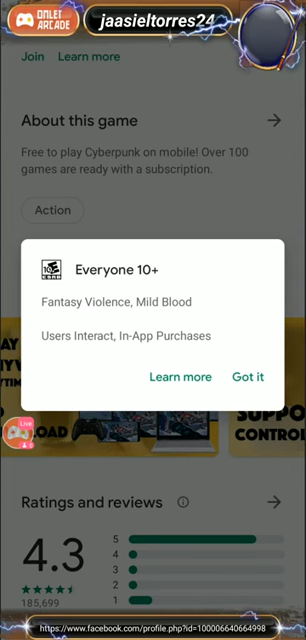 OMLET
ARCADE
jaasieltorres24
Join Learn more
About this game
Free to play Cyberpunk on mobile! Over 100
games are ready with a subscription.
Action
Everyone 10+
Fantasy Violence, Mild Blood
Users Interact, In-App Purchases
Learn more Got it
Live
0
LOAD
SUPPO
CONTROL
Ratings and reviews
4.3
5
4
3
2
1
185,699
https://www.facebook.com/profile.php?id=100006640664998